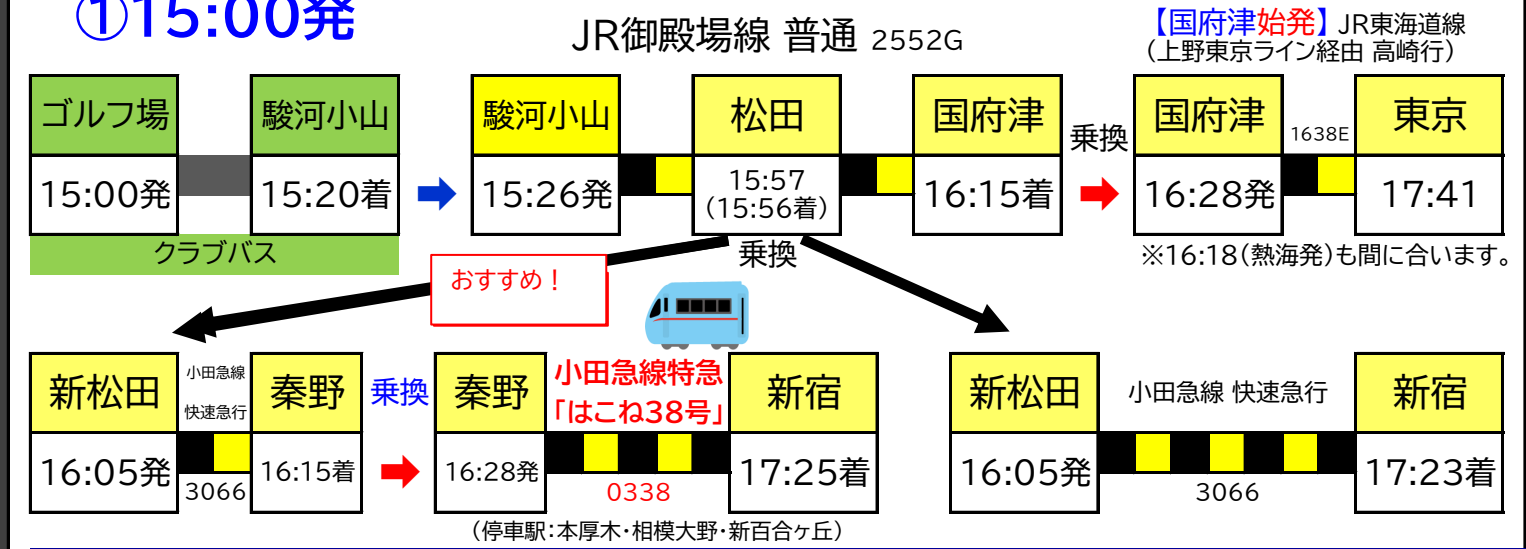 ①15:00発
JR御殿場線 普通 2552G
【国府津始発】JR東海道線
(上野東京ライン経由 高崎行)
ゴルフ場
駿河小山
駿河小山
松田
国府津
乗換
国府津
1638E
東京
15:00発
15:20着
15:26発
15:57
(15:56着)
16:15着
16:28発
17:41
クラブバス
乗換
※16:18(熱海発)も間に合います。
おすすめ！
新松田
小田急線
快速急行
秦野
乗換
秦野
小田急線特急
「はこね38号」
新宿
新松田
小田急線 快速急行
新宿
16:05発
3066
16:15着
16:28発
0338
17:25着
16:05発
3066
17:23着
(停車駅：本厚木・相模大野・新百合ヶ丘)